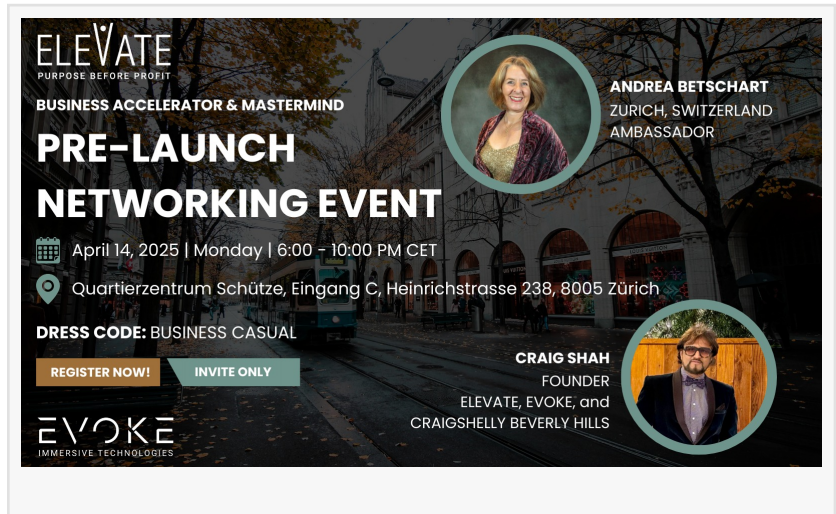 ELEVATE
PURPOSE BEFORE PROFIT
BUSINESS ACCELERATOR & MASTERMIND
PRE-LAUNCH
NETWORKING EVENT
April 14, 2025 | Monday | 6:00 - 10:00 PM CET
Quartierzentrum Schütze, Eingang C, Heinrichstrasse 238, 8005 Zürich
DRESS CODE: BUSINESS CASUAL
REGISTER NOW!
INVITE ONLY
EVOKE
IMMERSIVE TECHNOLOGIES
ANDREA BETSCHART
ZURICH, SWITZERLAND
AMBASSADOR
CRAIG SHAH
FOUNDER
ELEVATE, EVOKE, and
CRAIGSHELLY BEVERLY HILLS